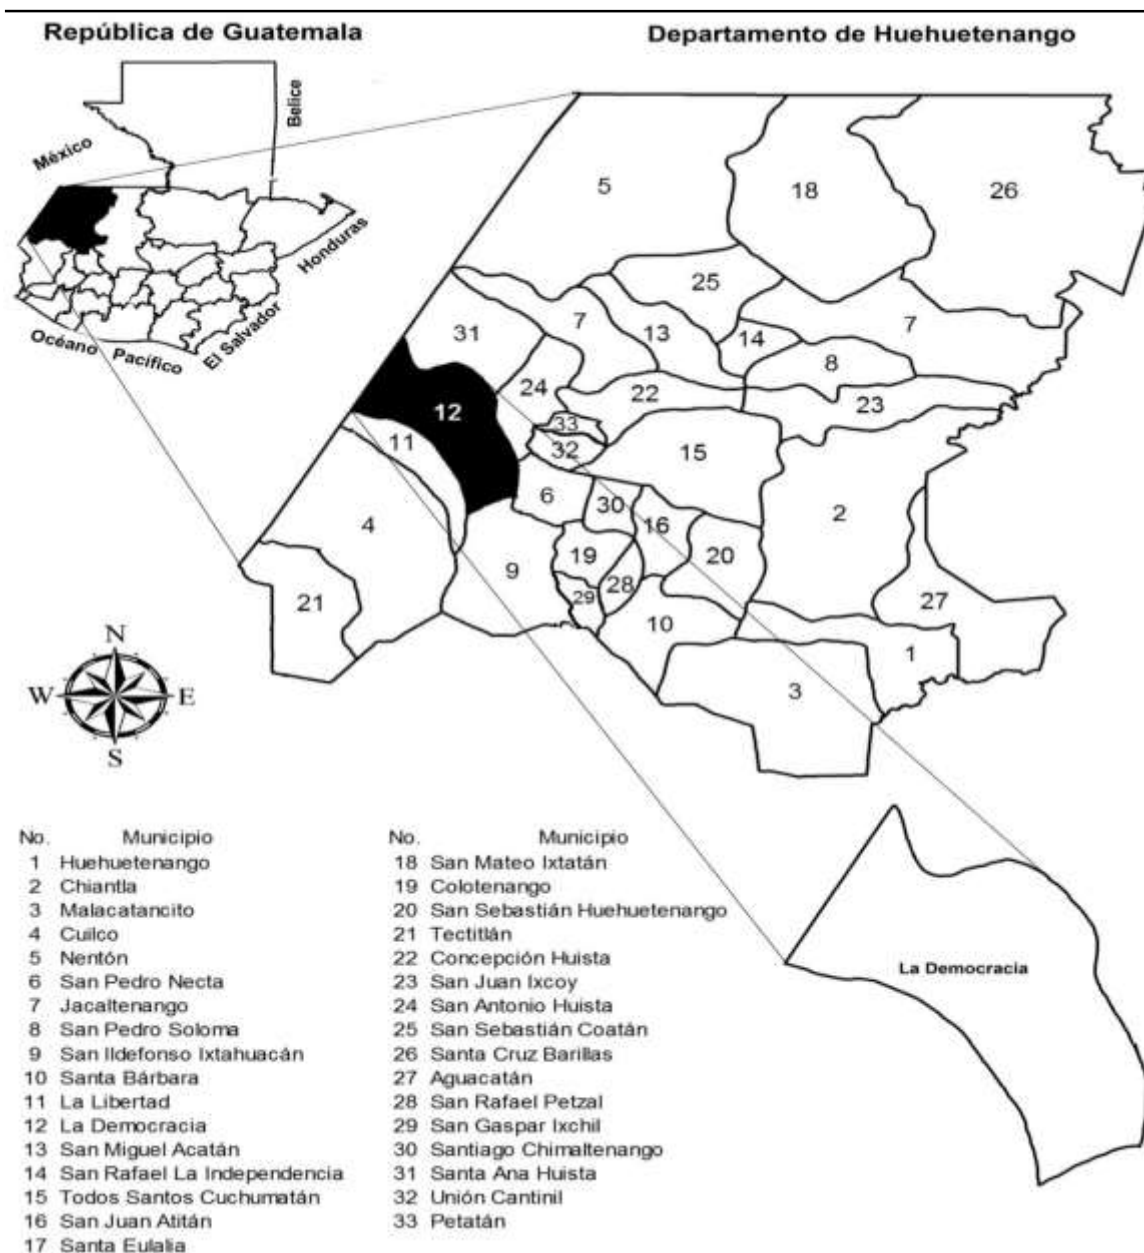 República de Guatemala
Departamento de Huehuetenango
México
Belice
Honduras
El Salvador
Océano Pacífico
5
18
26
25
7
31
7
13
14
8
24
22
23
12
33
11
32
15
6
30
2
4
16
19
20
9
28
29
21
27
10
1
3
N
W E
S
La Democracia
No. Municipio
1 Huehuetenango
2 Chiantla
3 Malacatancito
4 Cuilco
5 Nentón
6 San Pedro Necta
7 Jacaltenango
8 San Pedro Soloma
9 San Ildefonso Ixtahuacán
10 Santa Bárbara
11 La Libertad
12 La Democracia
13 San Miguel Acatán
14 San Rafael La Independencia
15 Todos Santos Cuchumatán
16 San Juan Atitán
17 Santa Eulalia
No. Municipio
18 San Mateo Ixtatán
19 Colotenango
20 San Sebastián Huehuetenango
21 Tectitlán
22 Concepción Huista
23 San Juan Ixcoy
24 San Antonio Huista
25 San Sebastián Coatán
26 Santa Cruz Barillas
27 Aguacatán
28 San Rafael Petzal
29 San Gaspar Ixchil
30 Santiago Chimaltenango
31 Santa Ana Huista
32 Unión Cantinil
33 Petatán